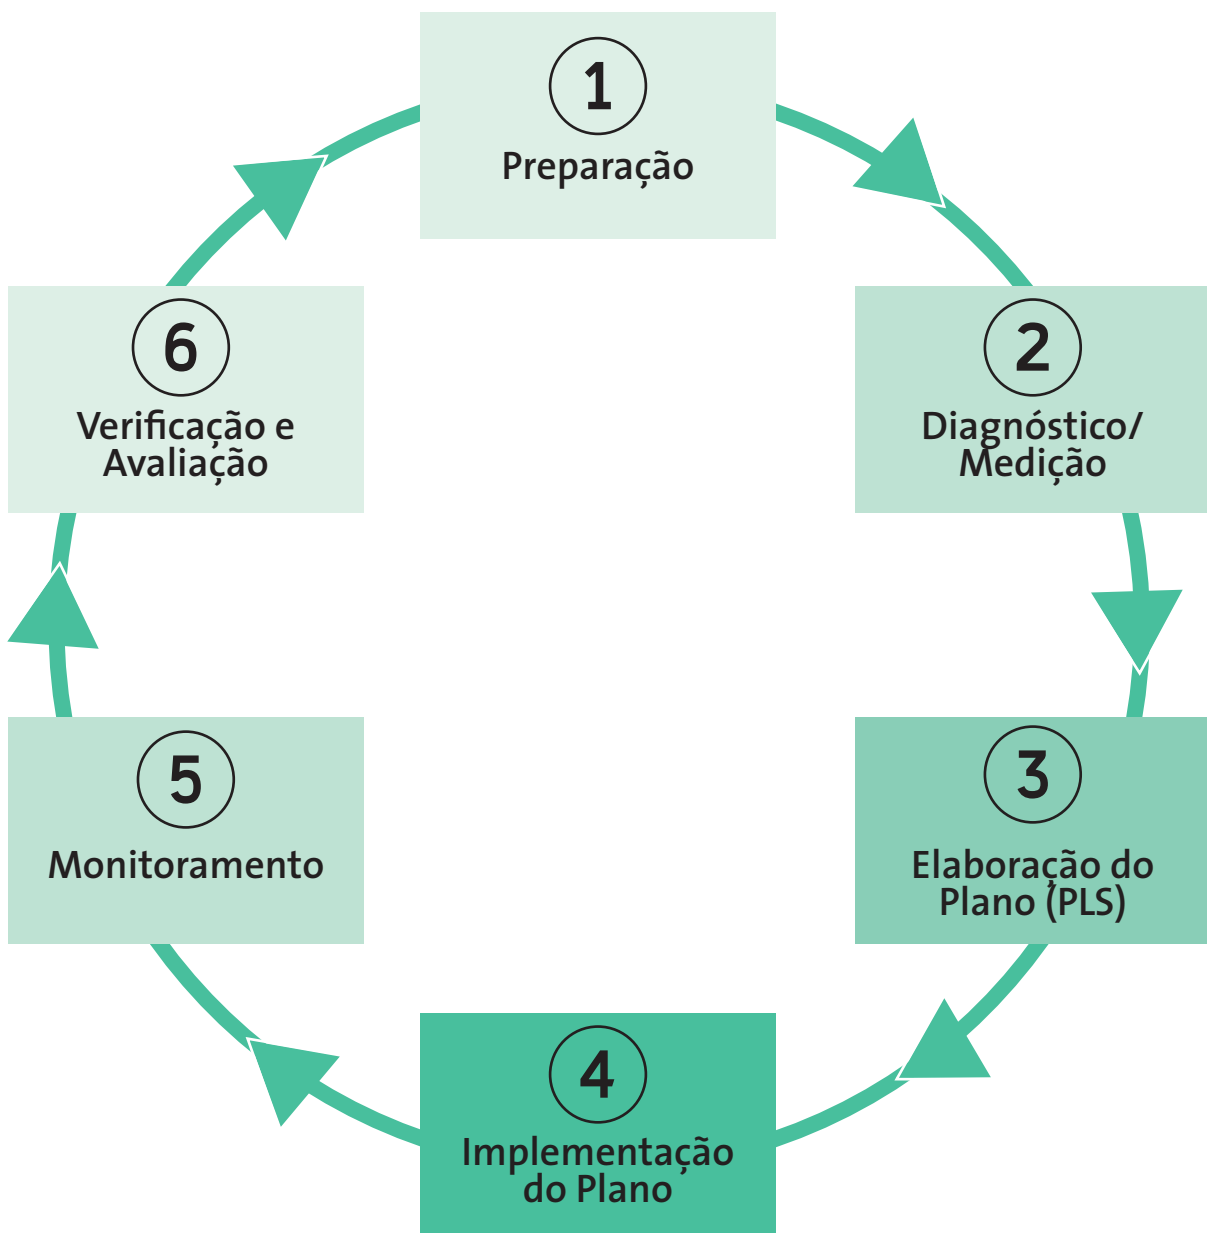 1
Preparação
2
Diagnóstico/
Medição
3
Elaboração do
Plano (PLS)
4
Implementação
do Plano
5
Monitoramento
6
Verificação e
Avaliação